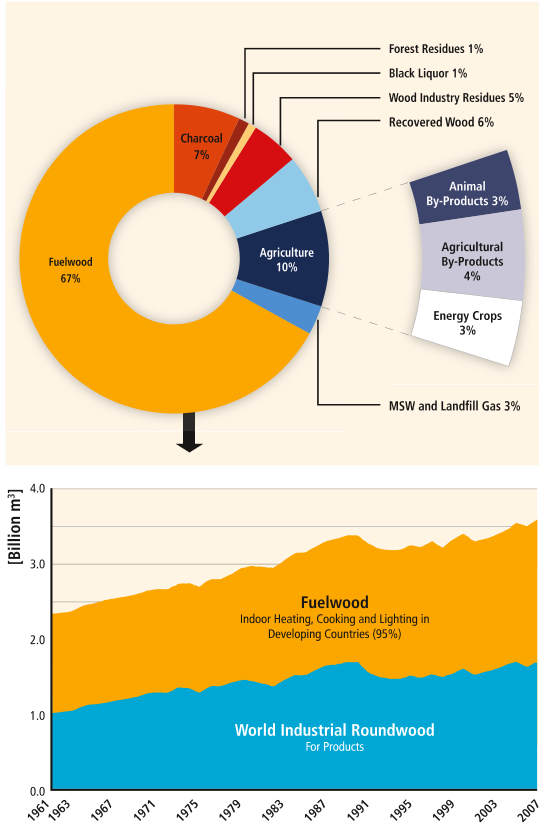 Forest Residues 1%
Black Liquor 1%
Wood Industry Residues 5%
Recovered Wood 6%
Charcoal
7%
Animal
By-Products 3%
Agricultural
By-Products
4%
Energy Crops
3%
Agriculture
10%
Fuelwood
67%
MSW and Landfill Gas 3%
[Billion m³]
4.0
3.0
2.0
1.0
0.0
Fuelwood
Indoor Heating, Cooking and Lighting in
Developing Countries (95%)
World Industrial Roundwood
For Products
1961
1963
1967
1971
1975
1979
1983
1987
1991
1995
1999
2003
2007